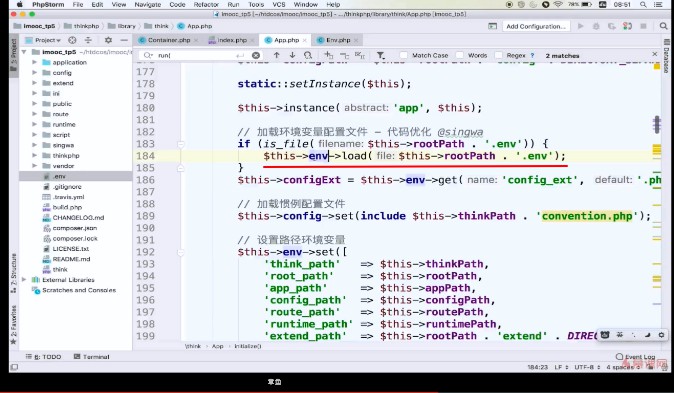 PhpStorm File Edit View Navigate Code Refactor Run Tools VCS Window Help 78% 08:51
imooc_tp5 [~/hdtocs/imooc/imooc_tp5] - .../thinkphp/library/think/App.php [imooc_tp5]
imooc_tp5 thinkphp library think App.php Add Configuration...
Project Container.php index.php App.php Env.php
run( Match Case Words Regex ? 2 matches
imooc_tp5
application
config
extend
ini
public
route
runtime
script
singwa
thinkphp
vendor
.env
.gitignore
.travis.yml
build.php
CHANGELOG.md
composer.json
composer.lock
LICENSE.txt
README.md
think
External Libraries
Scratches and Consoles
177
178 static::setInstance($this);
179
180 $this->instance( abstract: 'app', $this);
181
182 // 加载环境变量配置文件 - 代码优化 @singwa
183 if (is_file( filename: $this->rootPath . '.env')) {
184 $this->env->load( file: $this->rootPath . '.env');
185 }
186 $this->configExt = $this->env->get( name: 'config_ext', default: '.ph
187
188 // 加载惯例配置文件
189 $this->config->set(include $this->thinkPath . 'convention.php');
190
191 // 设置路径环境变量
192 $this->env->set([
193 'think_path' => $this->thinkPath,
194 'root_path' => $this->rootPath,
195 'app_path' => $this->appPath,
196 'config_path' => $this->configPath,
197 'route_path' => $this->routePath,
198 'runtime_path' => $this->runtimePath,
199 'extend_path' => $this->rootPath . 'extend' . DIREC
\think App initialize()
1: Project
7: Structure
2: Favorites
Database
6: TODO Terminal Event Log
184:23 LF UTF-8 4 spaces
章鱼